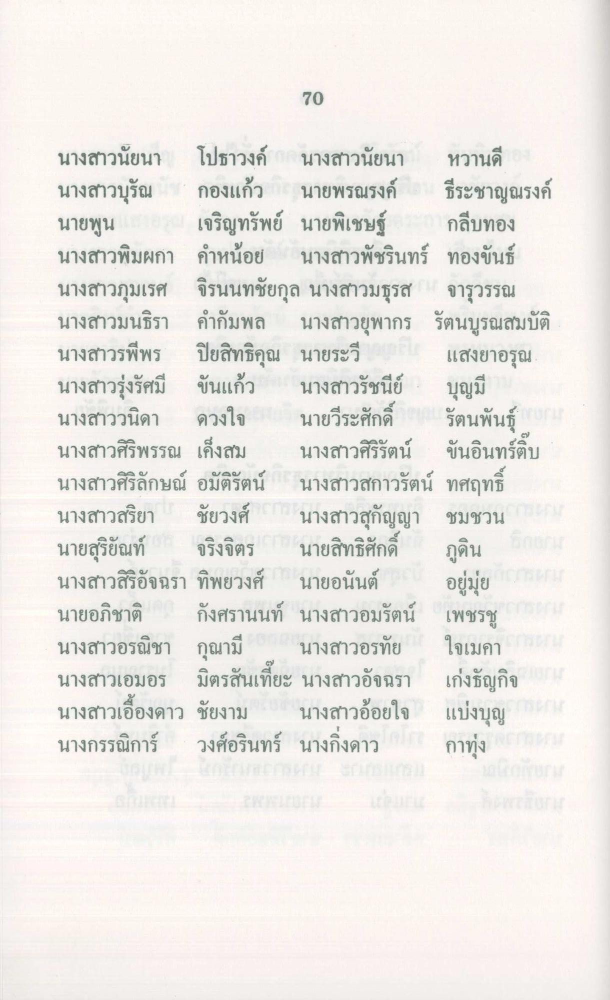 70
นางสาวนัยนา โปธาวงค์ นางสาวนัยนา หวานดี
นางสาวบุรัณ กองแก้ว นายพรณรงค์ ธีระชาญณรงค์
นายพูน เจริญทรัพย์ นายพิเชษฐ์ กลีบทอง
นางสาวพิมผกา คำหน้อย นางสาวพัชรินทร์ ทองขันธ์
นางสาวภุมเรศ จิรนนทชัยกุล นางสาวมธุรส จารุวรรณ
นางสาวมนธิรา คำกัมพล นางสาวยุพากร รัตนบูรณสมบัติ
นางสาวรพีพร ปิยสิทธิคุณ นายระวี แสงยาอรุณ
นางสาวรุ่งรัศมี ขันแก้ว นางสาวรัชนีย์ บุญมี
นางสาววนิดา ดวงใจ นายวีระศักดิ์ รัตนพันธุ์
นางสาวศิริพรรณ เค็งสม นางสาวศิริรัตน์ ขันอินทร์ติ๊บ
นางสาวศิริลักษณ์ อมัติรัตน์ นางสาวสกาวรัตน์ ทศฤทธิ์
นางสาวสริยา ชัยวงศ์ นางสาวสุกัญญา ชมชวน
นายสุริยัณท์ จริงจิตร นายสิทธิศักดิ์ ภูดิน
นางสาวสิริอัจฉรา ทิพยวงศ์ นายอนันต์ อยู่มุ่ย
นายอภิชาติ กังศรานนท์ นางสาวอมรัตน์ เพชรชู
นางสาวอรณิชา กุณามี นางสาวอรทัย ใจเมคา
นางสาวเอมอร มิตรสันเที๊ยะ นางสาวอัจฉรา เก่งธัญกิจ
นางสาวเอื้องดาว ชัยงาม นางสาวอ้อยใจ แบ่งบุญ
นางกรรณิการ์ วงศ์อรินทร์ นางกิ่งดาว กาทุ่ง